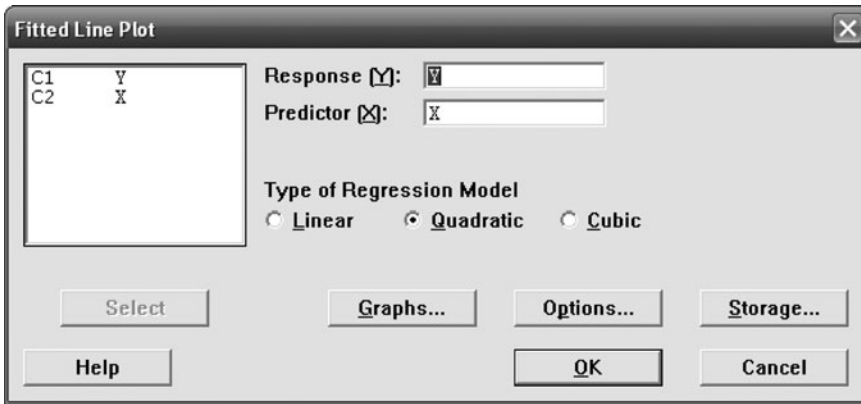 Fitted Line Plot
C1 Y
C2 X
Response (Y): Y
Predictor (X): X
Type of Regression Model
Linear Quadratic Cubic
Select Graphs... Options... Storage...
Help OK Cancel